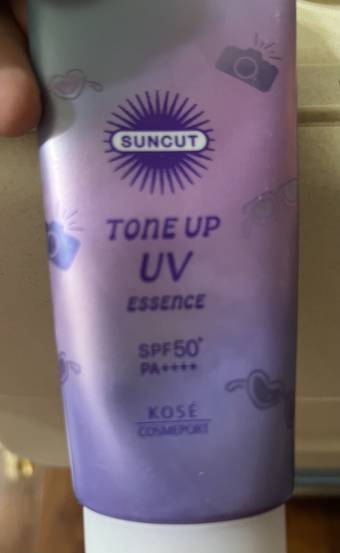 SUNCUT
TONE UP
UV
ESSENCE
SPF50+
PA++++
KOSÉ
COSMEPORT